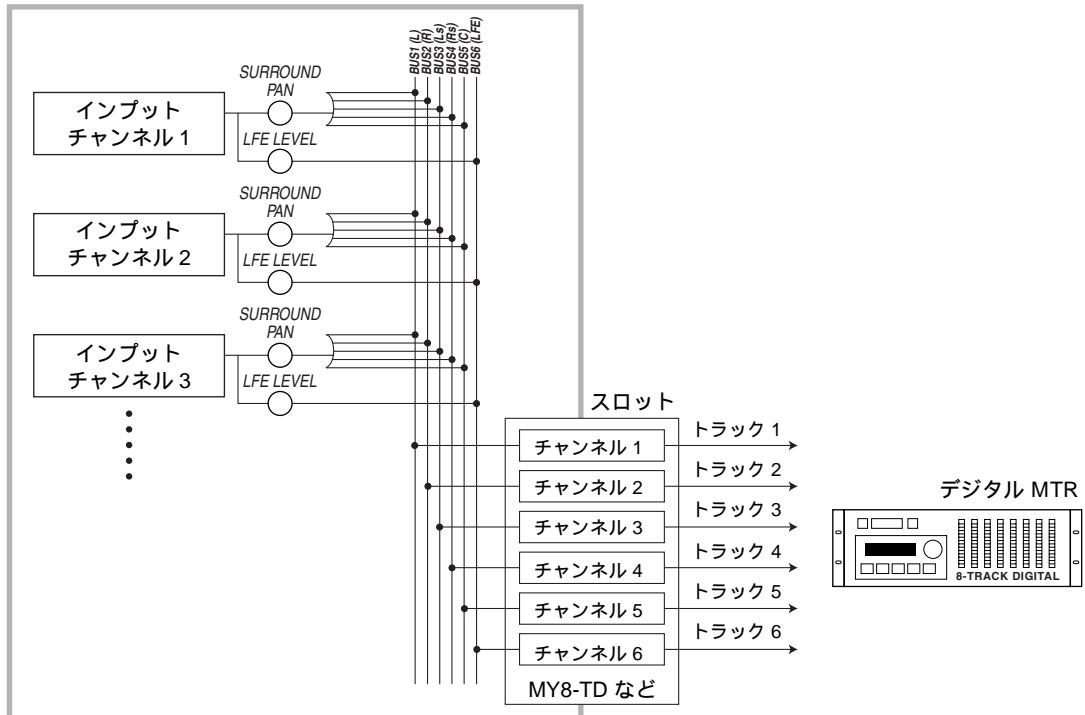 BUS1 (L)
BUS2 (R)
BUS3 (Ls)
BUS4 (Rs)
BUS5 (C)
BUS6 (LFE)
SURROUND
PAN
インプット
チャンネル 1
LFE LEVEL
SURROUND
PAN
インプット
チャンネル 2
LFE LEVEL
SURROUND
PAN
インプット
チャンネル 3
LFE LEVEL
スロット
チャンネル 1
トラック 1
チャンネル 2
トラック 2
チャンネル 3
トラック 3
チャンネル 4
トラック 4
チャンネル 5
トラック 5
チャンネル 6
トラック 6
MY8-TD など
デジタル MTR
8-TRACK DIGITAL